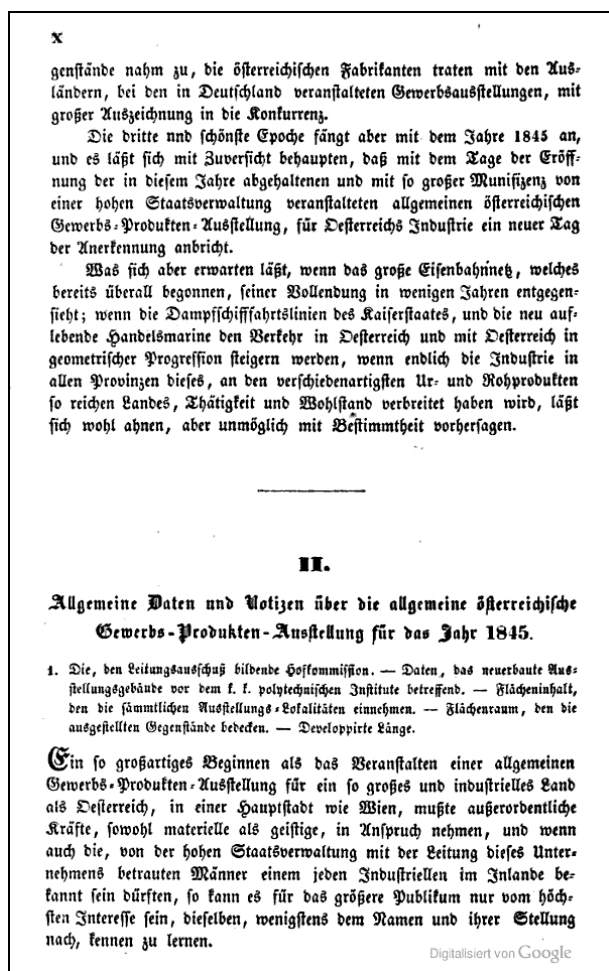 X
genstände nahm zu, die österreichischen Fabrikanten traten mit den Aus-
ländern, bei den in Deutschland veranstalteten Gewerbsausstellungen, mit
großer Auszeichnung in die Konkurrenz.
Die dritte nnd schönste Epoche fängt aber mit dem Jahre 1845 an,
und es läßt sich mit Zuversicht behaupten, daß mit dem Tage der Eröff-
nung der in diesem Jahre abgehaltenen und mit so großer Munifizenz von
einer hohen Staatsverwaltung veranstalteten allgemeinen österreichischen
Gewerbs-Produkten-Ausstellung, für Oesterreichs Industrie ein neuer Tag
der Anerkennung anbricht.
Was sich aber erwarten läßt, wenn das große Eisenbahnnetz, welches
bereits überall begonnen, seiner Vollendung in wenigen Jahren entgegen-
sieht; wenn die Dampfschifffahrtslinien des Kaiserstaates, und die neu auf-
lebende Handelsmarine den Verkehr in Oesterreich und mit Oesterreich in
geometrischer Progression steigern werden, wenn endlich die Industrie in
allen Provinzen dieses, an den verschiedenartigsten Ur- und Rohprodukten
so reichen Landes, Thätigkeit und Wohlstand verbreitet haben wird, läßt
sich wohl ahnen, aber unmöglich mit Bestimmtheit vorhersagen.
II.
Allgemeine Daten und Notizen über die allgemeine österreichische
Gewerbs-Produkten-Ausstellung für das Jahr 1845.
1. Die, den Leitungsausschuß bildende Hofkommission. — Daten, das neuerbaute Aus-
stellungsgebäude vor dem k. k. polytechnischen Institute betreffend. — Flächeninhalt,
den die sämmtlichen Ausstellungs-Lokalitäten einnehmen. — Flächenraum, den die
ausgestellten Gegenstände bedecken. — Developpirte Länge.
Ein so großartiges Beginnen als das Veranstalten einer allgemeinen
Gewerbs-Produkten-Ausstellung für ein so großes und industrielles Land
als Oesterreich, in einer Hauptstadt wie Wien, mußte außerordentliche
Kräfte, sowohl materielle als geistige, in Anspruch nehmen, und wenn
auch die, von der hohen Staatsverwaltung mit der Leitung dieses Unter-
nehmens betrauten Männer einem jeden Industriellen im Inlande be-
kannt sein dürften, so kann es für das größere Publikum nur vom höch-
sten Interesse sein, dieselben, wenigstens dem Namen und ihrer Stellung
nach, kennen zu lernen.
Digitalisiert von Google